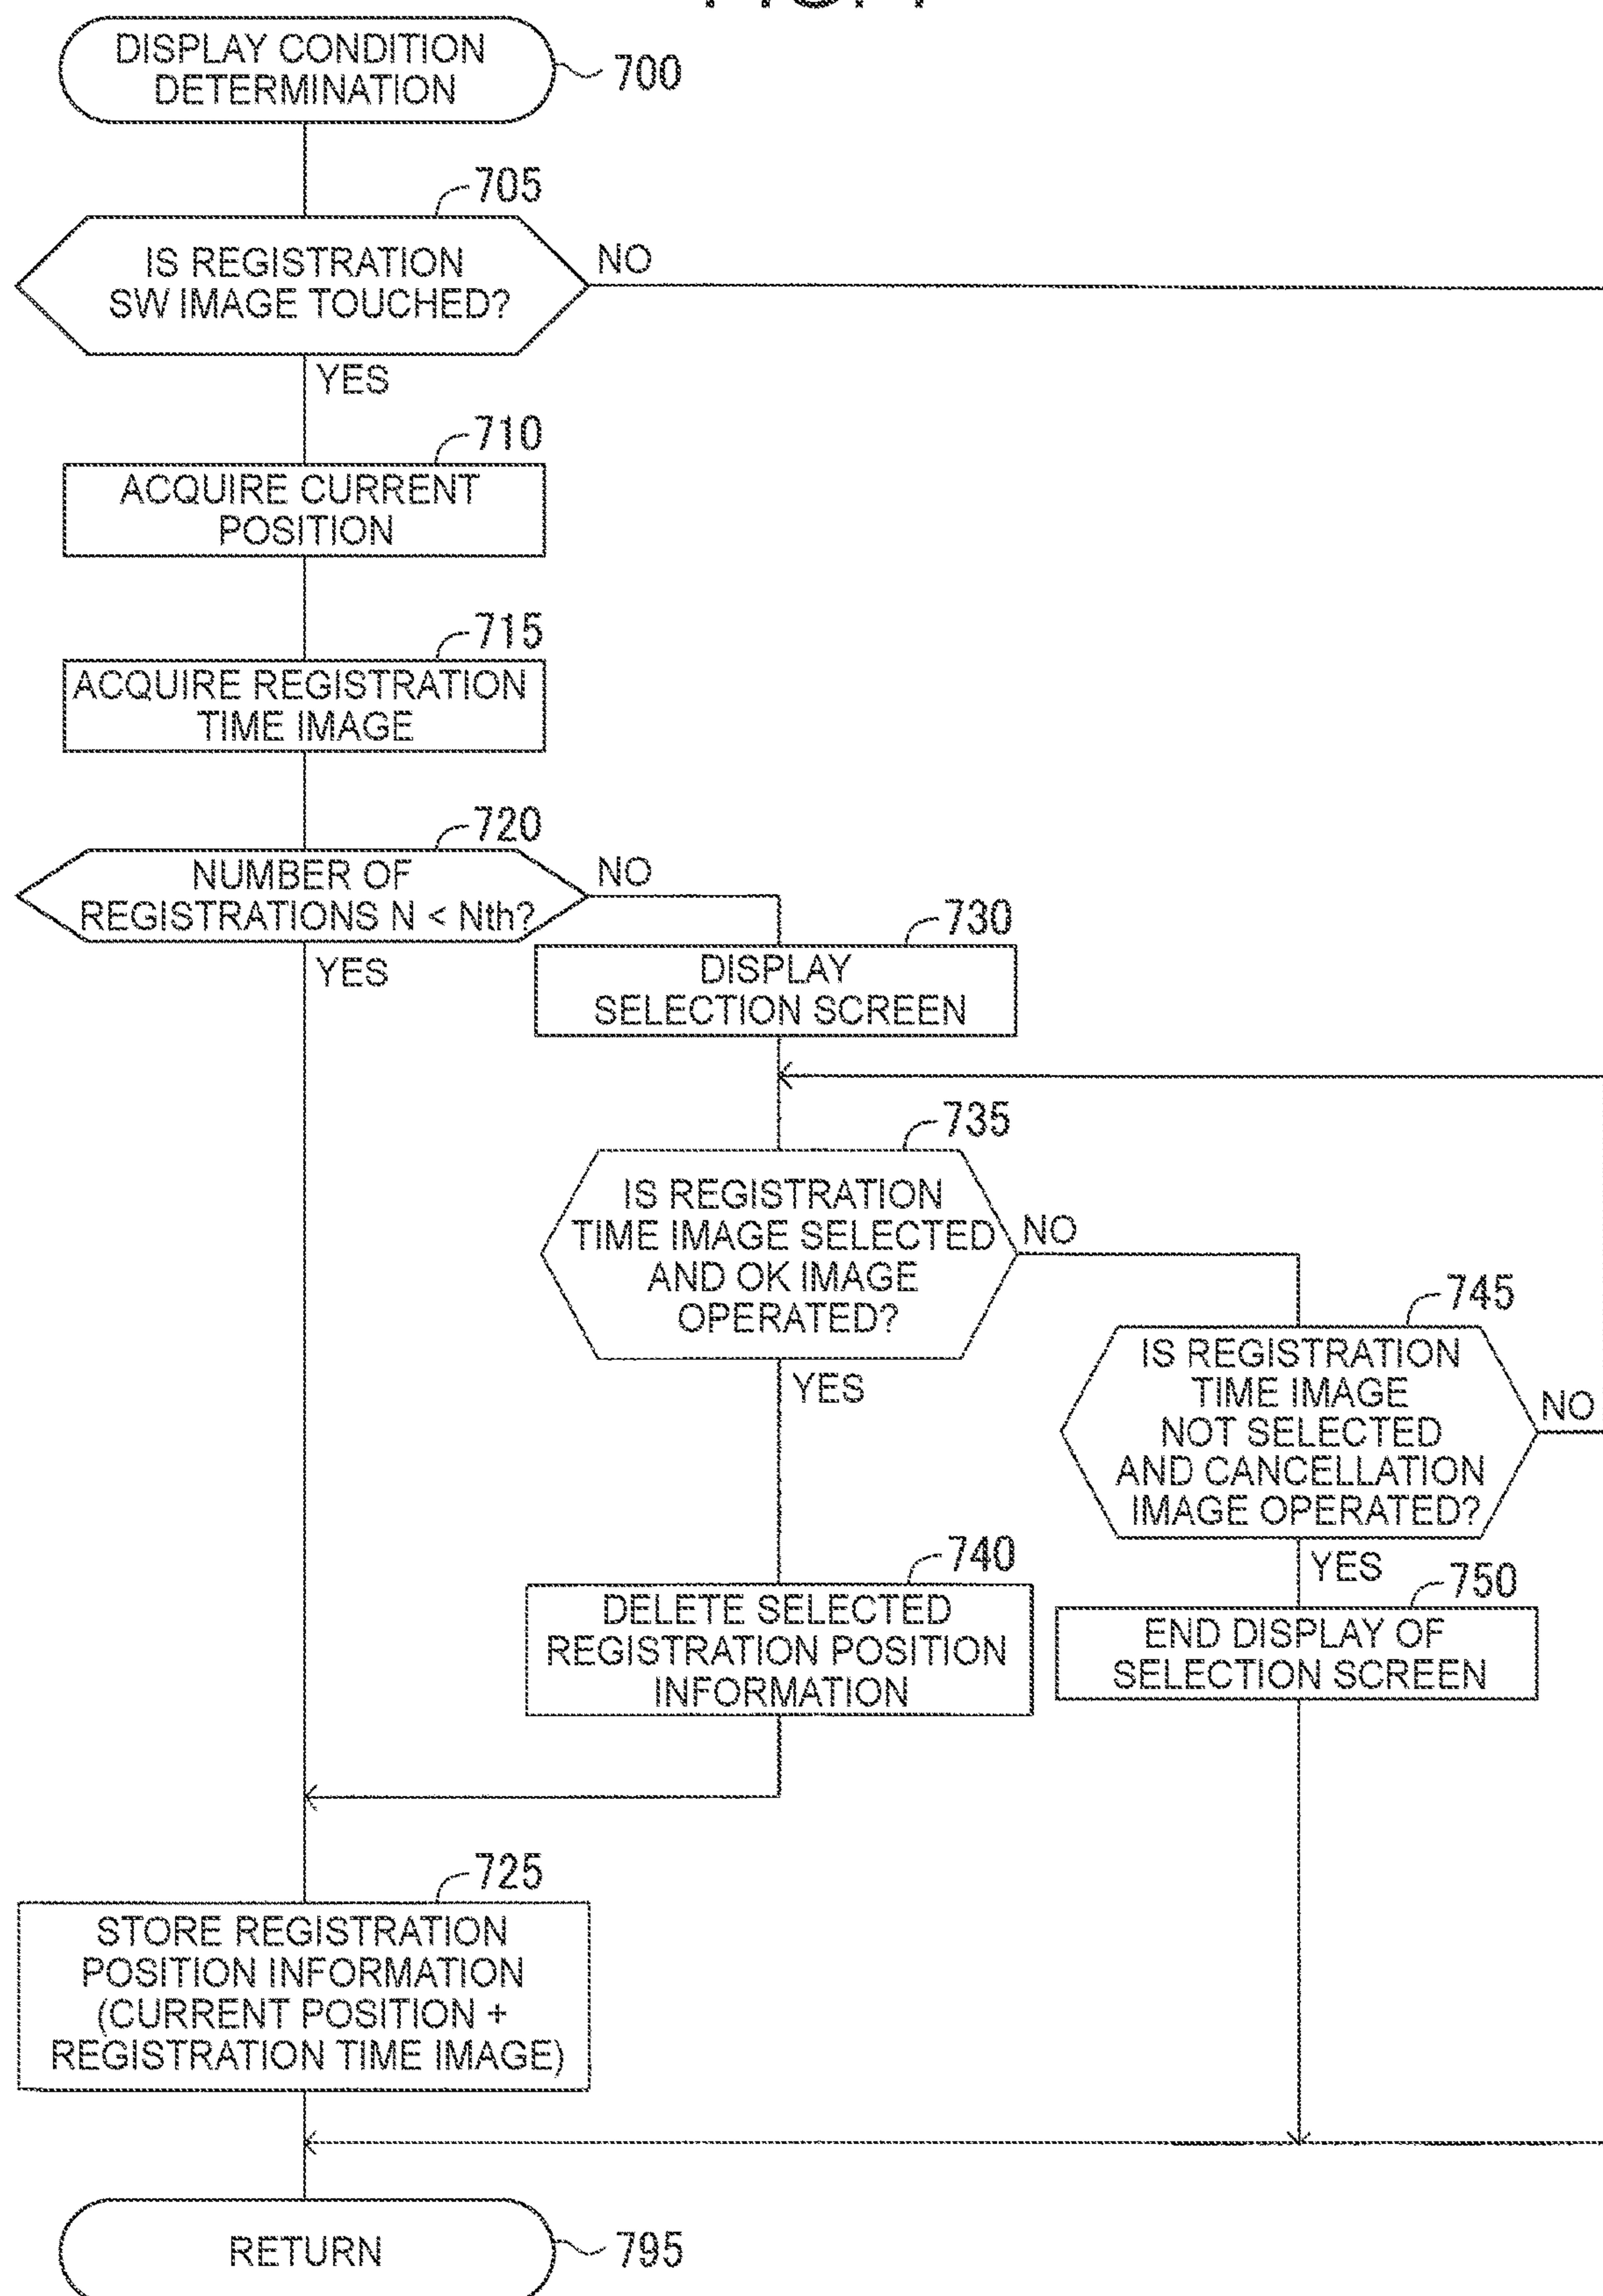 DISPLAY CONDITION
DETERMINATION
700
705
IS REGISTRATION
SW IMAGE TOUCHED?
NO
YES
710
ACQUIRE CURRENT
POSITION
715
ACQUIRE REGISTRATION
TIME IMAGE
720
NUMBER OF
REGISTRATIONS N < Nth?
NO
YES
730
DISPLAY
SELECTION SCREEN
735
IS REGISTRATION
TIME IMAGE SELECTED
AND OK IMAGE
OPERATED?
NO
YES
745
IS REGISTRATION
TIME IMAGE
NOT SELECTED
AND CANCELLATION
IMAGE OPERATED?
NO
YES
740
DELETE SELECTED
REGISTRATION POSITION
INFORMATION
750
END DISPLAY OF
SELECTION SCREEN
725
STORE REGISTRATION
POSITION INFORMATION
(CURRENT POSITION +
REGISTRATION TIME IMAGE)
RETURN
795